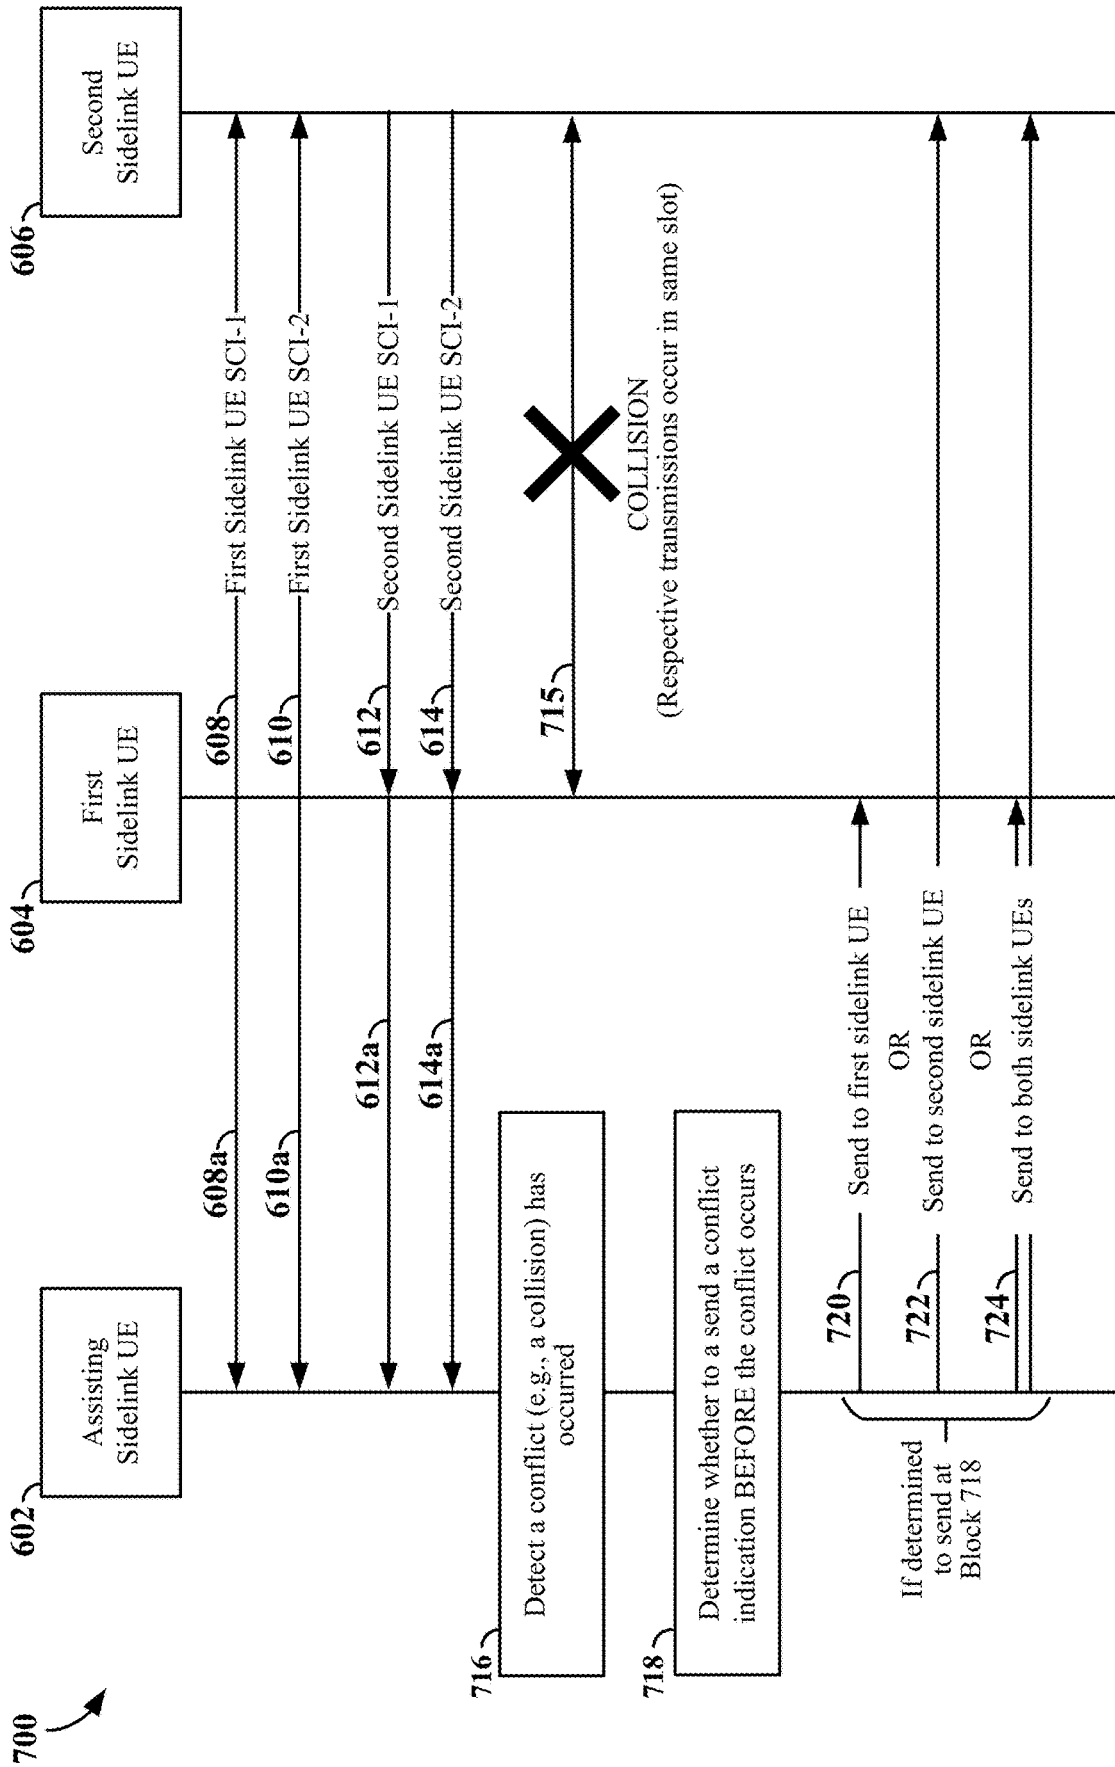 700
602
Assisting
Sidelink UE
604
First
Sidelink UE
606
Second
Sidelink UE
608a
608
First Sidelink UE SCI-1
610a
610
First Sidelink UE SCI-2
612a
612
Second Sidelink UE SCI-1
614a
614
Second Sidelink UE SCI-2
716
Detect a conflict (e.g., a collision) has
occurred
715
COLLISION
(Respective transmissions occur in same slot)
718
Determine whether to a send a conflict
indication BEFORE the conflict occurs
If determined
to send at
Block 718
720
Send to first sidelink UE
OR
722
Send to second sidelink UE
OR
724
Send to both sidelink UEs